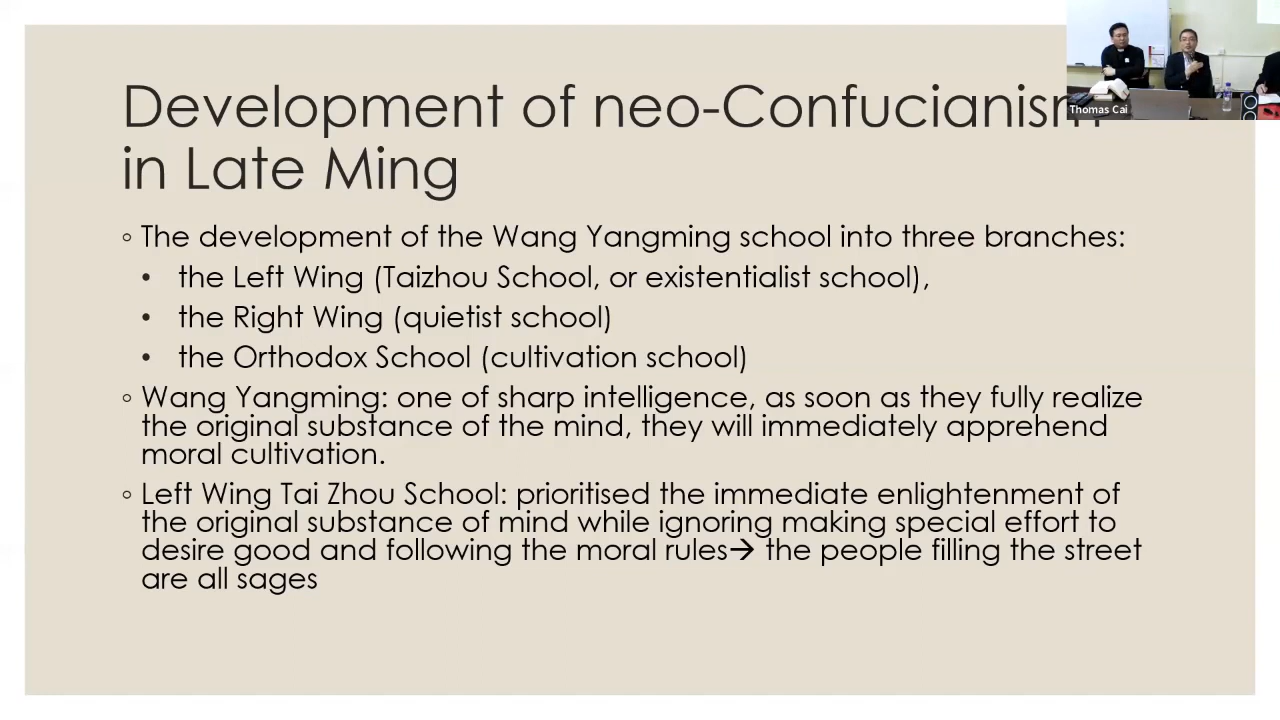 Development of neo-Confucianism
in Late Ming
◦ The development of the Wang Yangming school into three branches:
• the Left Wing (Taizhou School, or existentialist school),
• the Right Wing (quietist school)
• the Orthodox School (cultivation school)
◦ Wang Yangming: one of sharp intelligence, as soon as they fully realize
the original substance of the mind, they will immediately apprehend
moral cultivation.
◦ Left Wing Tai Zhou School: prioritised the immediate enlightenment of
the original substance of mind while ignoring making special effort to
desire good and following the moral rules→ the people filling the street
are all sages
Thomas Cai